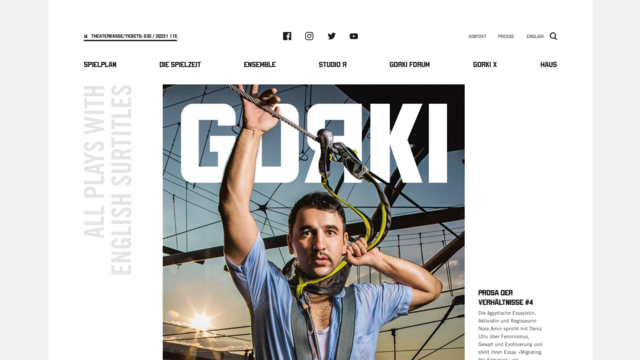 THEATERKASSE/TICKETS: 030 / 20221 115
KONTAKT PRESSE ENGLISH
SPIELPLAN DIE SPIELZEIT ENSEMBLE STUDIO Я GORKI FORUM GORKI X HAUS
ALL PLAYS WITH
ENGLISH SURTITLES
GOЯKI
PROSA DER
VERHÄLTNISSE #4
Die ägyptische Essayistin,
Aktivistin und Regisseurin
Nora Amin spricht mit Deniz
Utlu über Feminismus,
Gewalt und Exotisierung und
stellt ihren Essay »Migrating
the Feminine« vor.